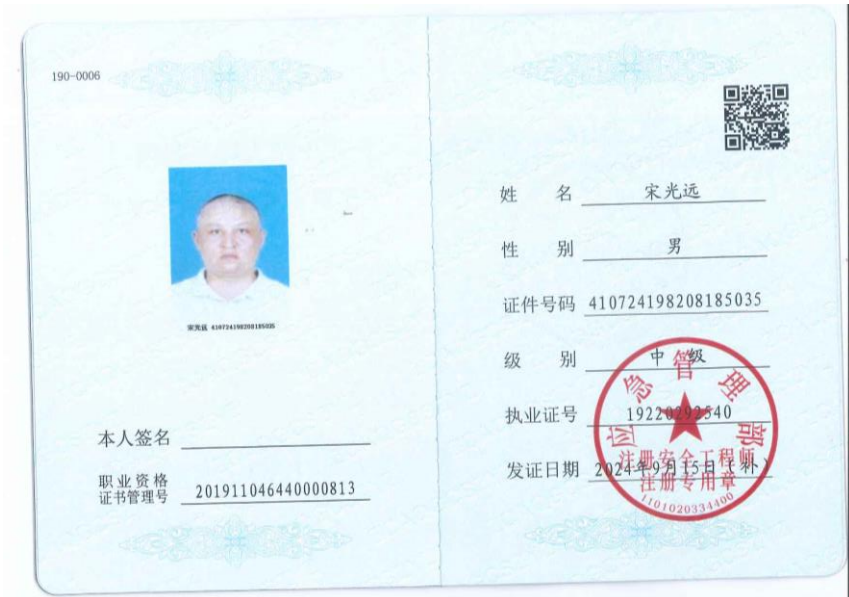 190-0006
宋光远 410724198208185035
本人签名
职业资格
证书管理号 201911046440000813
姓 名 宋光远
性 别 男
证件号码 410724198208185035
级 别 中 级
执业证号 19220292540
发证日期 2024年9月15日(补)
应急管理部
注册安全工程师
注册专用章
1101020334400